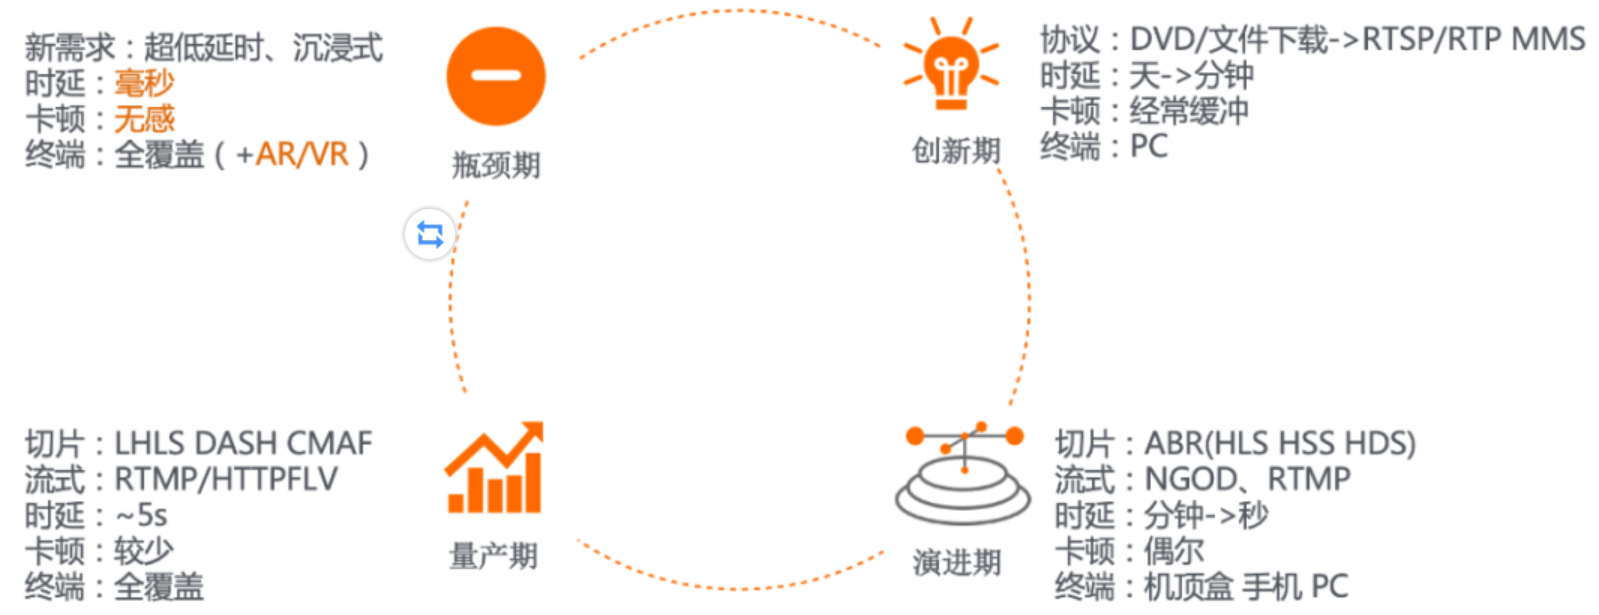 新需求：超低延时、沉浸式
时延：毫秒
卡顿：无感
终端：全覆盖（+AR/VR）
瓶颈期
创新期
协议：DVD/文件下载->RTSP/RTP MMS
时延：天->分钟
卡顿：经常缓冲
终端：PC
切片：LHLS DASH CMAF
流式：RTMP/HTTPFLV
时延：~5s
卡顿：较少
终端：全覆盖
量产期
演进期
切片：ABR(HLS HSS HDS)
流式：NGOD、RTMP
时延：分钟->秒
卡顿：偶尔
终端：机顶盒 手机 PC